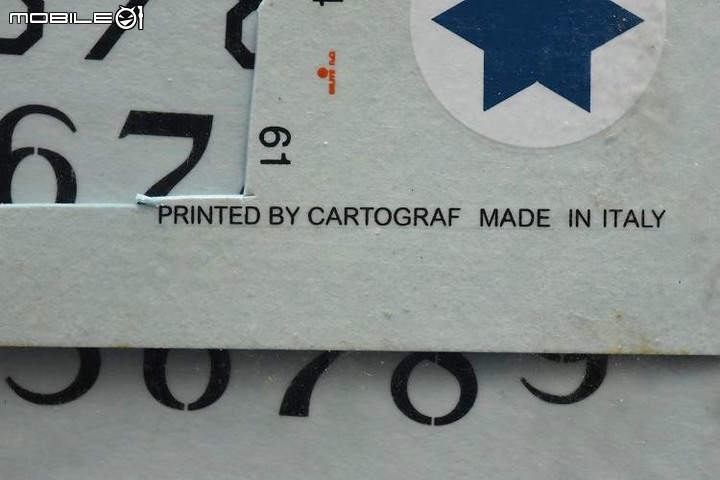 MOBILE01
67
61
PRINTED BY CARTOGRAF MADE IN ITALY
56789